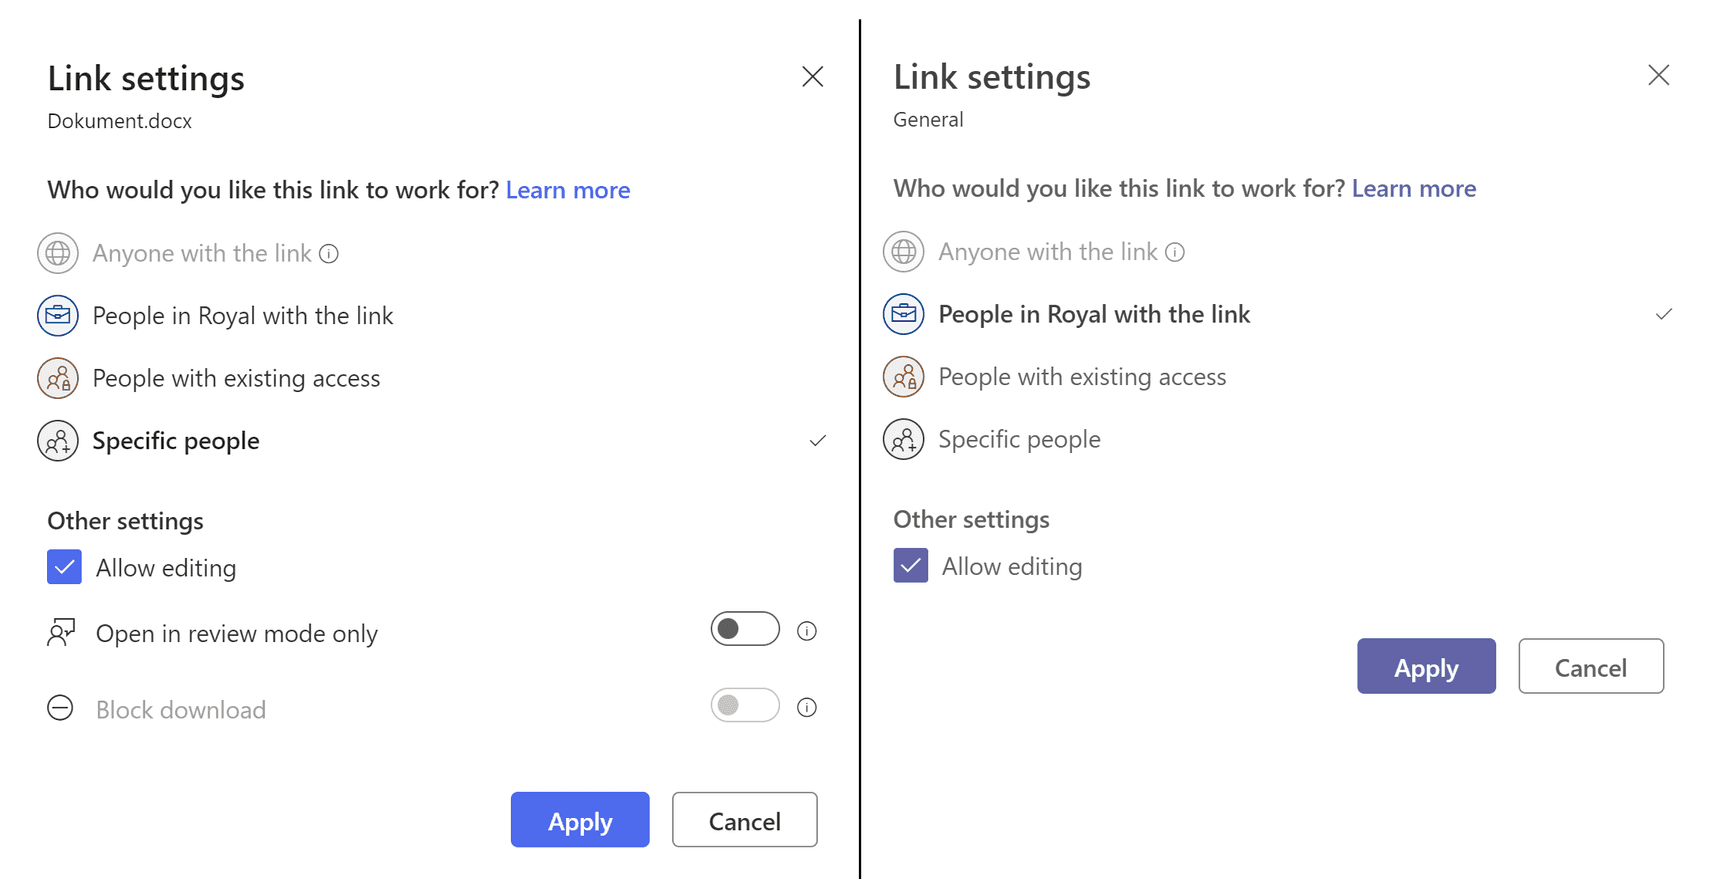 Link settings
Dokument.docx
Who would you like this link to work for? Learn more
Anyone with the link
People in Royal with the link
People with existing access
Specific people
Other settings
Allow editing
Open in review mode only
Block download
Apply
Cancel
Link settings
General
Who would you like this link to work for? Learn more
Anyone with the link
People in Royal with the link
People with existing access
Specific people
Other settings
Allow editing
Apply
Cancel